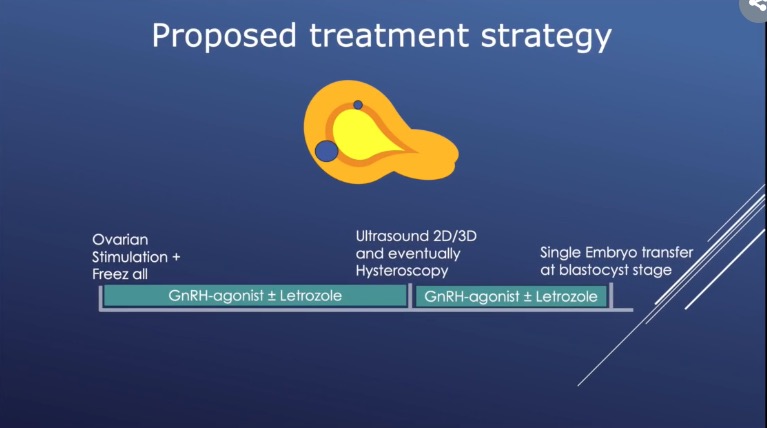 Proposed treatment strategy
Ovarian
Stimulation +
Freez all
Ultrasound 2D/3D
and eventually
Hysteroscopy
Single Embryo transfer
at blastocyst stage
GnRH-agonist ± Letrozole
GnRH-agonist ± Letrozole